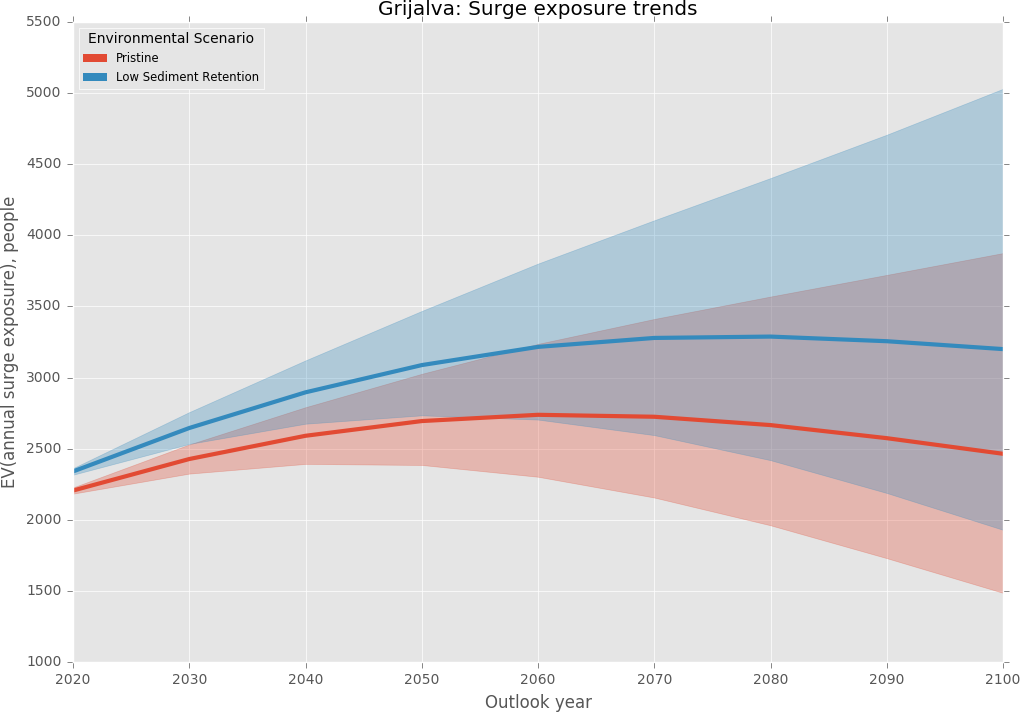 Grijalva: Surge exposure trends
Environmental Scenario
Pristine
Low Sediment Retention
EV(annual surge exposure), people
5500
5000
4500
4000
3500
3000
2500
2000
1500
1000
2020 2030 2040 2050 2060 2070 2080 2090 2100
Outlook year